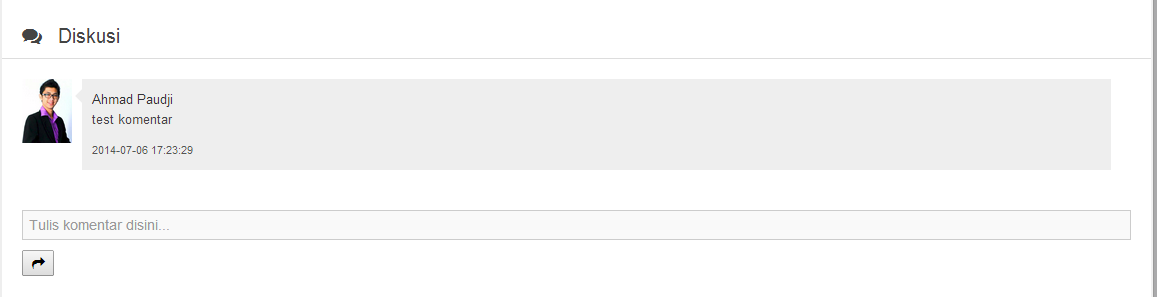 Diskusi
Ahmad Paudji
test komentar
2014-07-06 17:23:29
Tulis komentar disini...